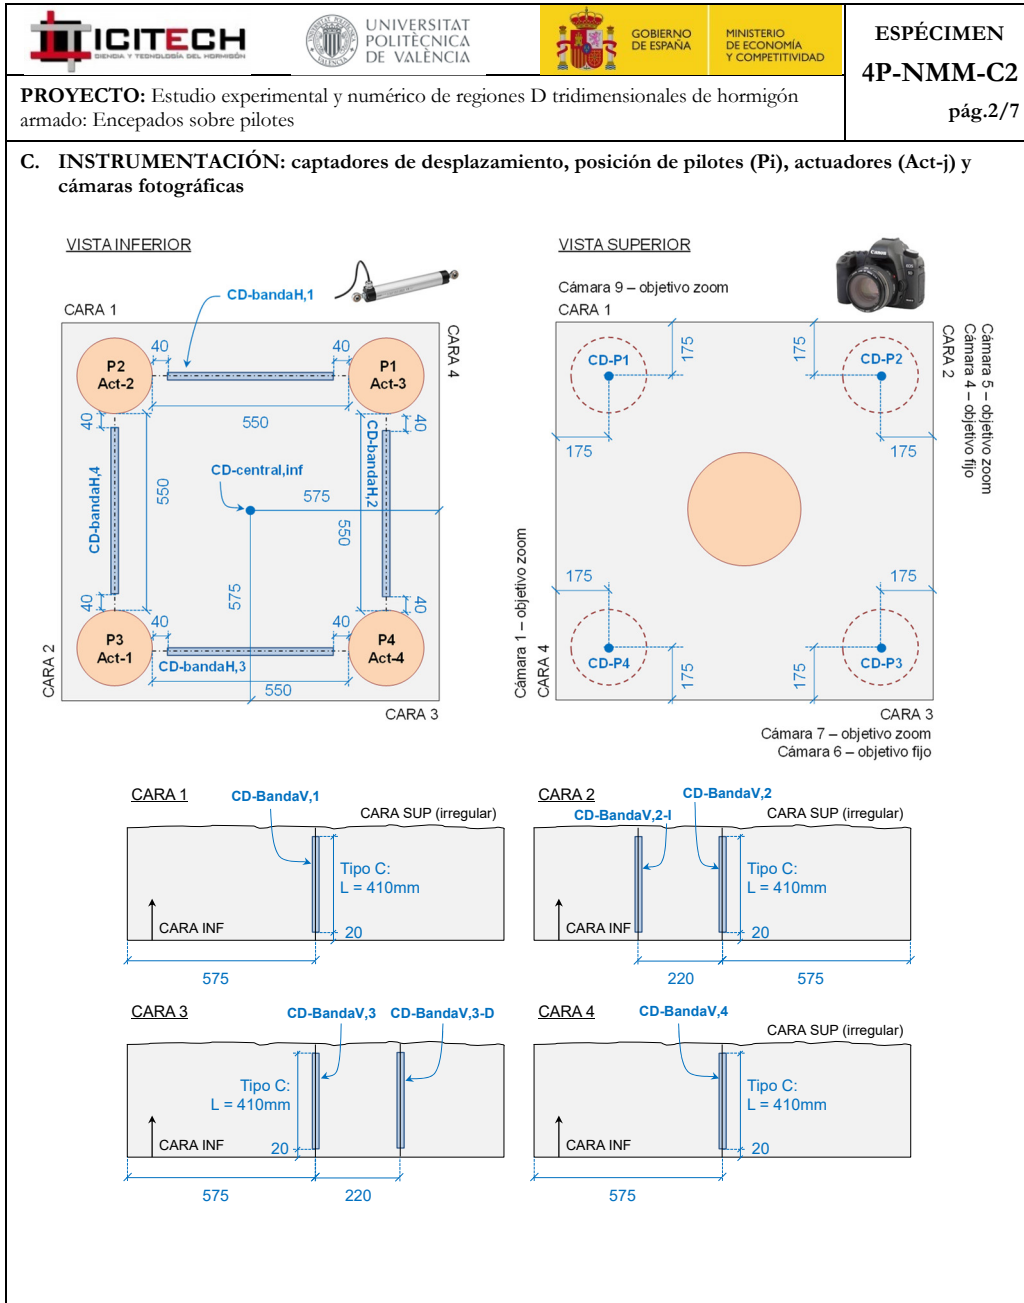 ICITECH
CIENCIA Y TECNOLOGÍA DEL HORMIGÓN
UNIVERSITAT
POLITÈCNICA
DE VALÈNCIA
GOBIERNO
DE ESPAÑA
MINISTERIO
DE ECONOMÍA
Y COMPETITIVIDAD
ESPÉCIMEN
4P-NMM-C2
pág.2/7
PROYECTO: Estudio experimental y numérico de regiones D tridimensionales de hormigón
armado: Encepados sobre pilotes
C. INSTRUMENTACIÓN: captadores de desplazamiento, posición de pilotes (Pi), actuadores (Act-j) y
cámaras fotográficas
VISTA INFERIOR
CARA 1
CD-bandaH,1
CARA 4
P2
Act-2
40
40
P1
Act-3
550
40
40
CD-bandaH,4
550
CD-central,inf
575
CD-bandaH,2
550
575
40
40
P3
Act-1
40
40
P4
Act-4
CD-bandaH,3
550
CARA 2
CARA 3
VISTA SUPERIOR
Canon
Cámara 9 – objetivo zoom
CARA 1
CARA 2
Cámara 4 – objetivo fijo
Cámara 5 – objetivo zoom
CD-P1
175
175
CD-P2
175
175
Cámara 1 – objetivo zoom
CARA 4
175
175
CD-P4
175
175
CD-P3
CARA 3
Cámara 7 – objetivo zoom
Cámara 6 – objetivo fijo
CARA 1
CD-BandaV,1
CARA SUP (irregular)
Tipo C:
L = 410mm
CARA INF
20
575
CARA 2
CD-BandaV,2
CD-BandaV,2-I
CARA SUP (irregular)
Tipo C:
L = 410mm
CARA INF
20
220
575
CARA 3
CD-BandaV,3
CD-BandaV,3-D
Tipo C:
L = 410mm
CARA INF
20
575
220
CARA 4
CD-BandaV,4
CARA SUP (irregular)
Tipo C:
L = 410mm
CARA INF
20
575